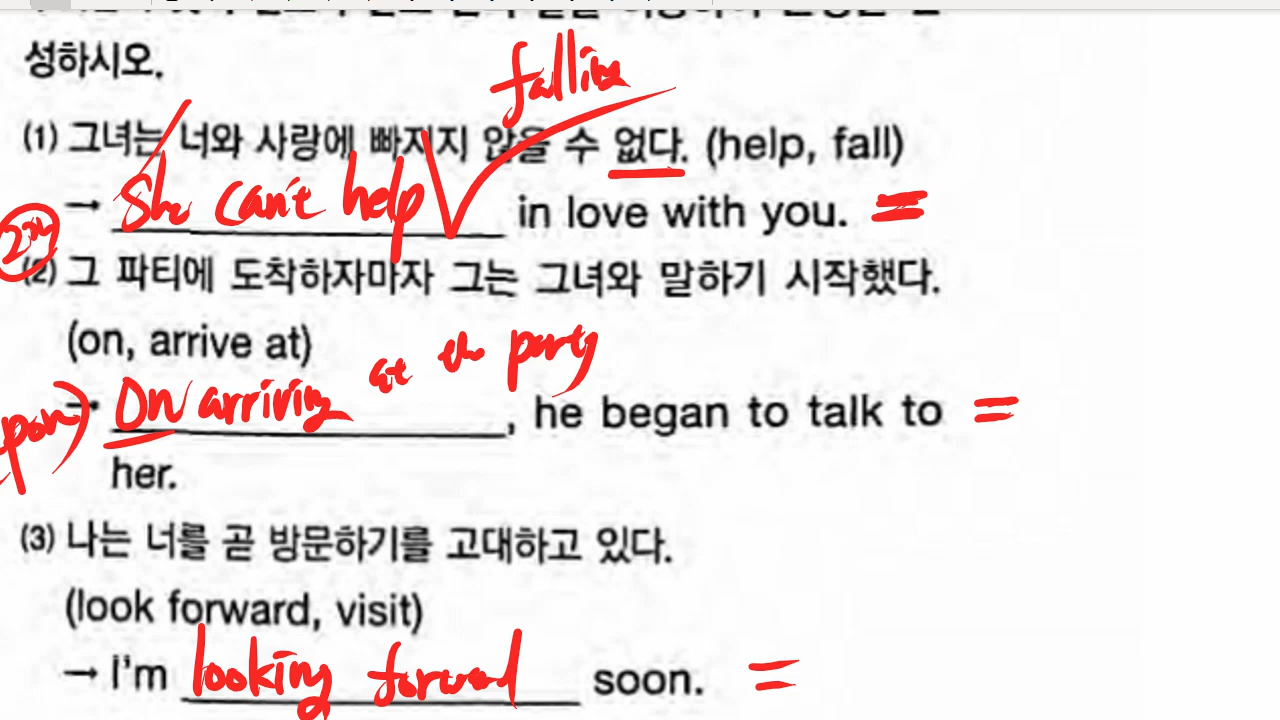 성하시오.
falling
(1) 그녀는 너와 사랑에 빠지지 않을 수 없다. (help, fall)
→ She can't help in love with you. =
(2) 그 파티에 도착하자마자 그는 그녀와 말하기 시작했다.
(on, arrive at)
at the party
→ On arriving, he began to talk to =
her.
(3) 나는 너를 곧 방문하기를 고대하고 있다.
(look forward, visit)
→ I'm looking forward soon. =